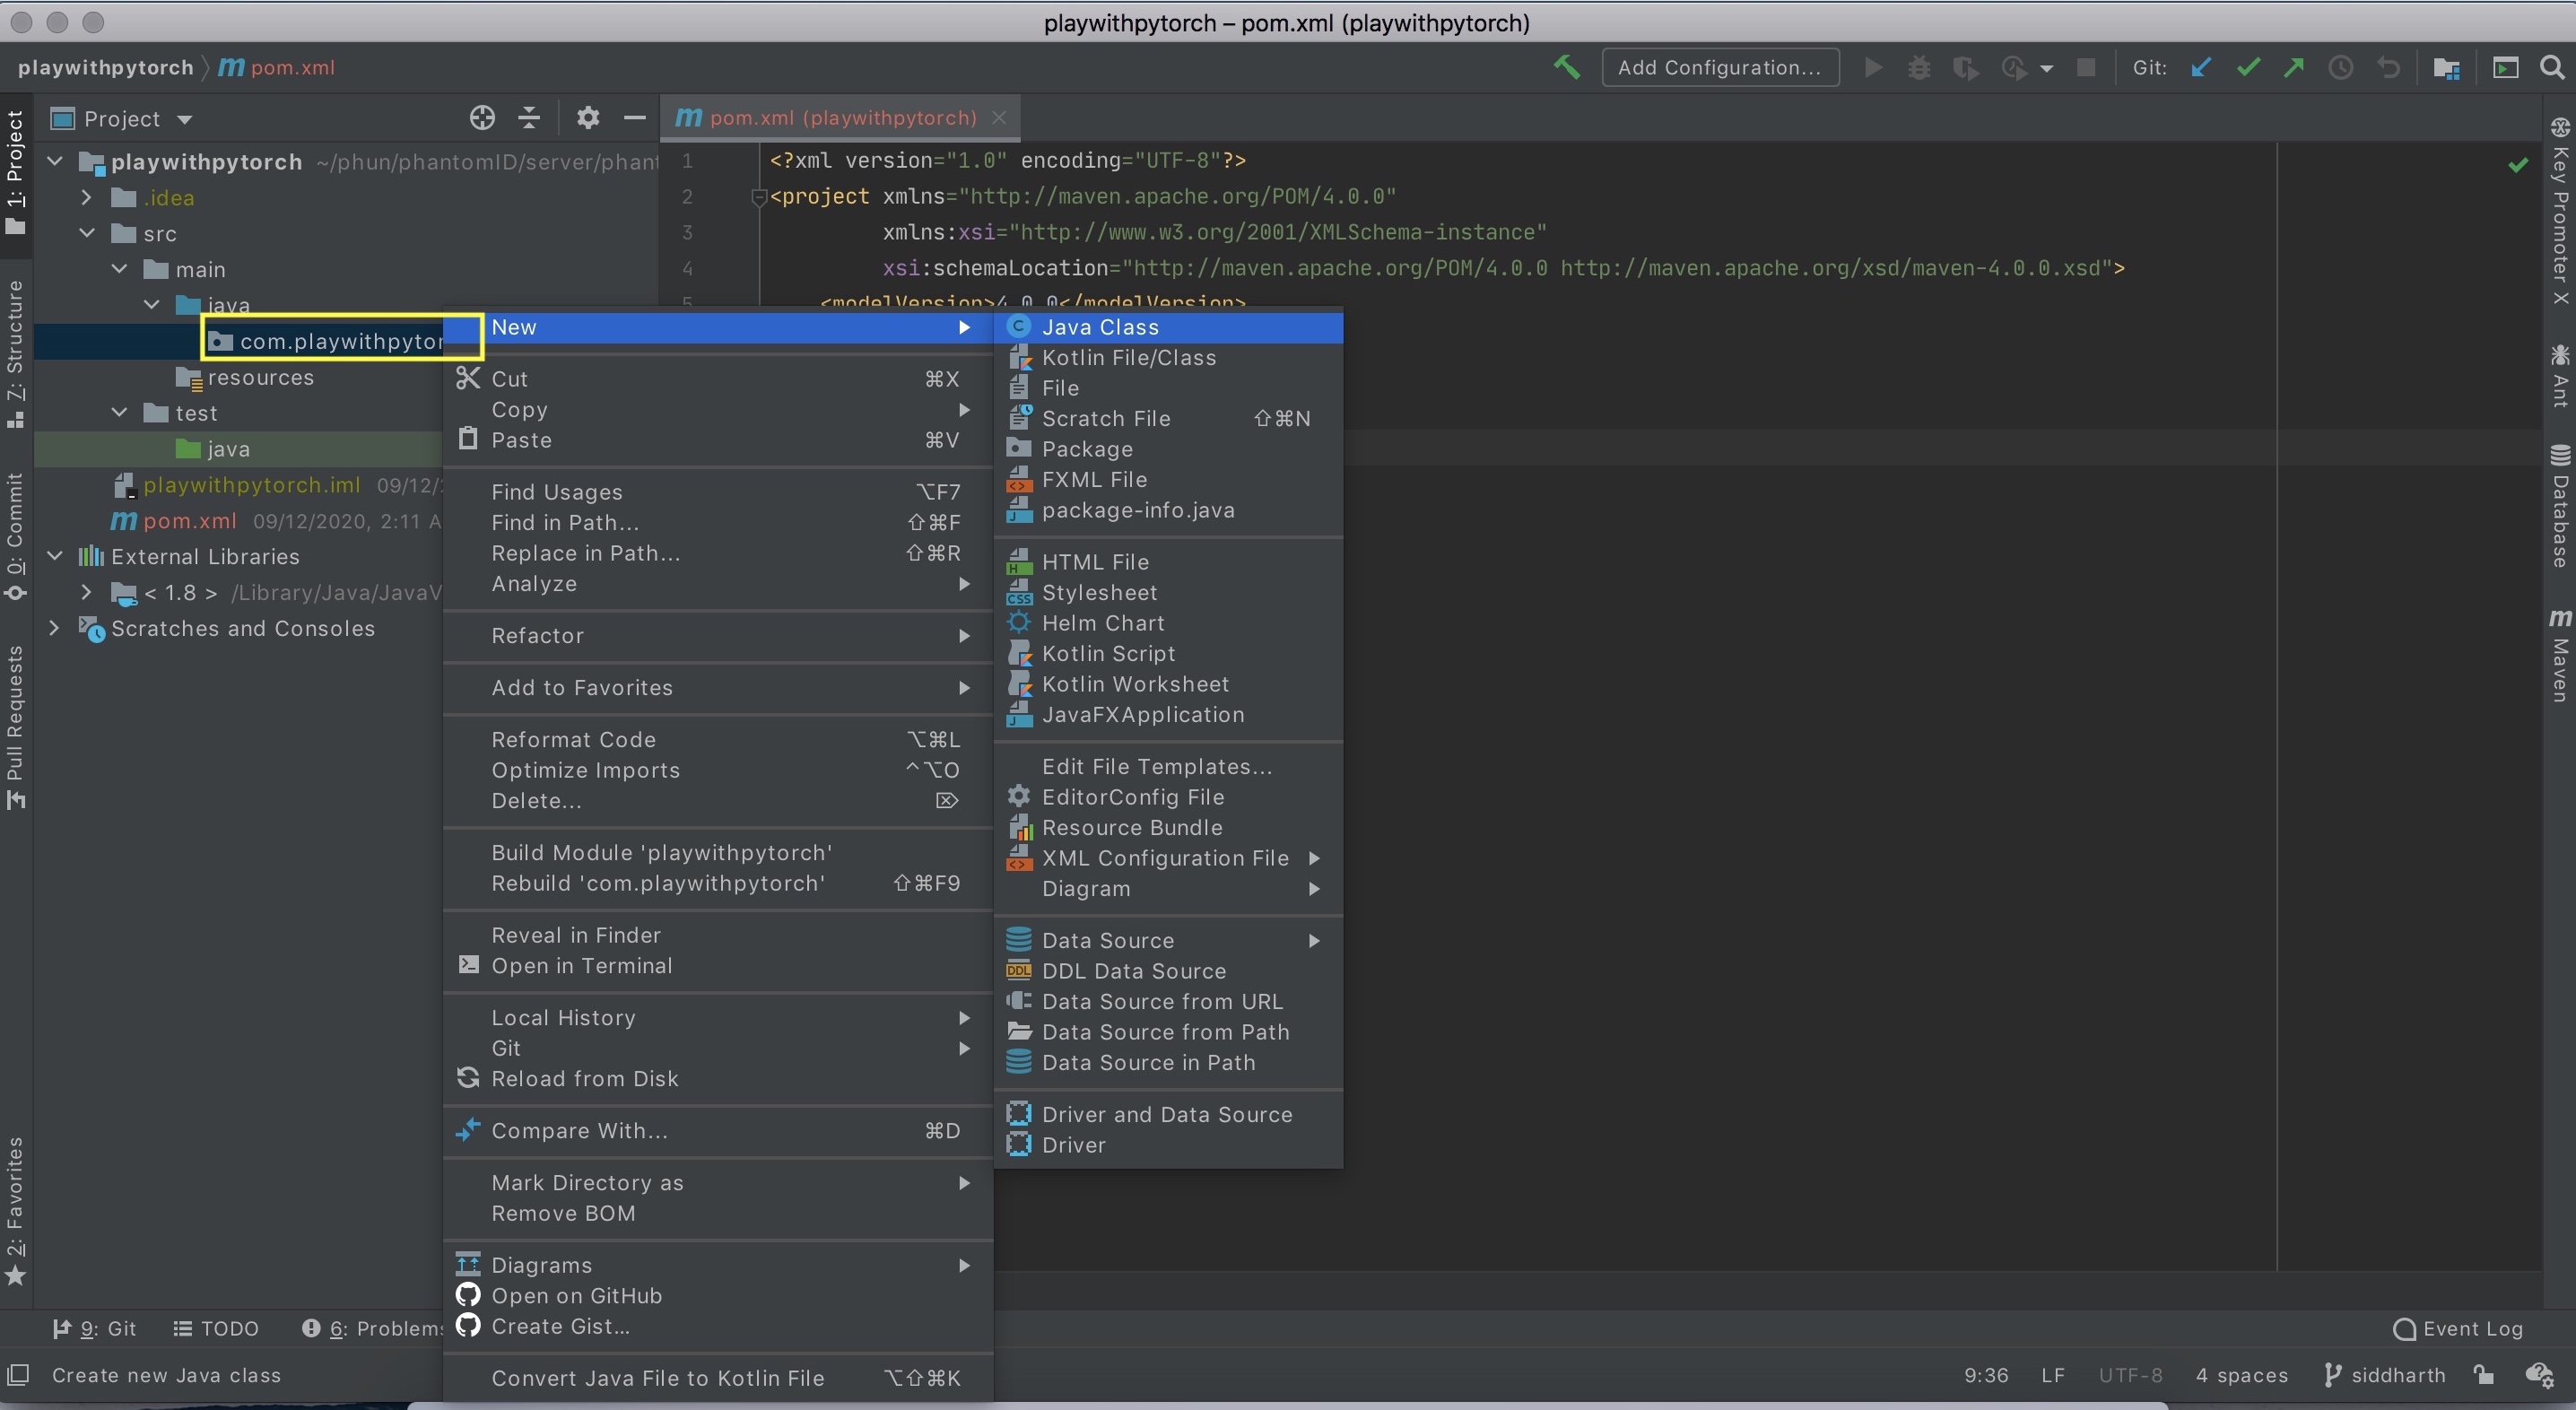 playwithpytorch – pom.xml (playwithpytorch)
playwithpytorch
pom.xml
Add Configuration...
Git:
1: Project
7: Structure
0: Commit
Pull Requests
2: Favorites
Project
playwithpytorch ~/phun/phantomID/server/phant
.idea
src
main
java
com.playwithpytor
resources
test
java
playwithpytorch.iml 09/12/2
pom.xml 09/12/2020, 2:11 A
External Libraries
< 1.8 > /Library/Java/JavaV
Scratches and Consoles
pom.xml (playwithpytorch)
1 <?xml version="1.0" encoding="UTF-8"?>
2 <project xmlns="http://maven.apache.org/POM/4.0.0"
3 xmlns:xsi="http://www.w3.org/2001/XMLSchema-instance"
4 xsi:schemaLocation="http://maven.apache.org/POM/4.0.0 http://maven.apache.org/xsd/maven-4.0.0.xsd">
5 <modelVersion>4.0.0</modelVersion>
New
Cut ⌘X
Copy
Paste ⌘V
Find Usages ⌥F7
Find in Path... ⇧⌘F
Replace in Path... ⇧⌘R
Analyze
Refactor
Add to Favorites
Reformat Code ⌥⌘L
Optimize Imports ^⌥O
Delete... ⌦
Build Module 'playwithpytorch'
Rebuild 'com.playwithpytorch' ⇧⌘F9
Reveal in Finder
Open in Terminal
Local History
Git
Reload from Disk
Compare With... ⌘D
Mark Directory as
Remove BOM
Diagrams
Open on GitHub
Create Gist...
Convert Java File to Kotlin File ⌥⇧⌘K
C Java Class
Kotlin File/Class
File
Scratch File ⇧⌘N
Package
FXML File
J package-info.java
H HTML File
CSS Stylesheet
Helm Chart
Kotlin Script
Kotlin Worksheet
J JavaFXApplication
Edit File Templates...
EditorConfig File
Resource Bundle
XML Configuration File
Diagram
Data Source
DDL DDL Data Source
Data Source from URL
Data Source from Path
Data Source in Path
Driver and Data Source
Driver
Key Promoter X
Ant
Database
Maven
9: Git
TODO
6: Problems
Event Log
Create new Java class
9:36 LF UTF-8 4 spaces siddharth